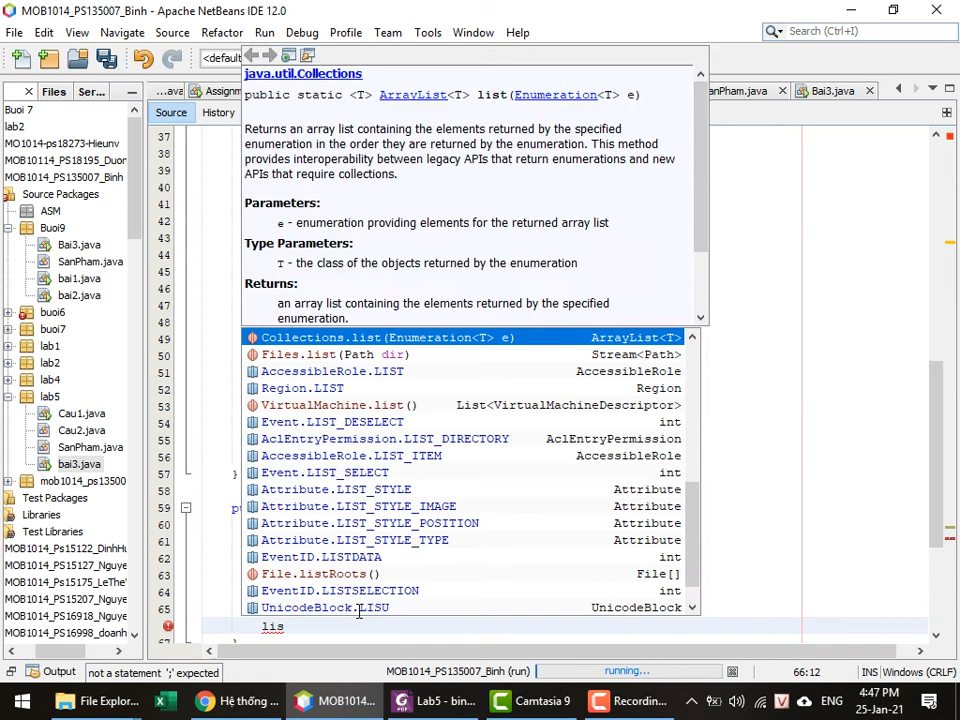 MOB1014_PS135007_Binh - Apache NetBeans IDE 12.0
File Edit View Navigate Source Refactor Run Debug Profile Team Tools Window Help
Search (Ctrl+I)
<default
Files Ser...
...ava Assignm
anPham.java Bai3.java
Source History
java.util.Collections
public static <T> ArrayList<T> list(Enumeration<T> e)
Returns an array list containing the elements returned by the specified
enumeration in the order they are returned by the enumeration. This method
provides interoperability between legacy APIs that return enumerations and new
APIs that require collections.
Parameters:
e - enumeration providing elements for the returned array list
Type Parameters:
T - the class of the objects returned by the enumeration
Returns:
an array list containing the elements returned by the specified
enumeration.
Collections.list(Enumeration<T> e) ArrayList<T>
Files.list(Path dir) Stream<Path>
AccessibleRole.LIST AccessibleRole
Region.LIST Region
VirtualMachine.list() List<VirtualMachineDescriptor>
Event.LIST_DESELECT int
AclEntryPermission.LIST_DIRECTORY AclEntryPermission
AccessibleRole.LIST_ITEM AccessibleRole
Event.LIST_SELECT int
Attribute.LIST_STYLE Attribute
Attribute.LIST_STYLE_IMAGE Attribute
Attribute.LIST_STYLE_POSITION Attribute
Attribute.LIST_STYLE_TYPE Attribute
EventID.LISTDATA int
File.listRoots() File[]
EventID.LISTSELECTION int
UnicodeBlock.LISU UnicodeBlock
Buoi 7
lab2
MO1014-ps18273-Hieunv
MOB10114_PS18195_Duon
MOB1014_PS135007_Binh
Source Packages
ASM
Buoi9
Bai3.java
SanPham.java
bai1.java
bai2.java
buoi6
buoi7
lab1
lab2
lab4
lab5
Cau1.java
Cau2.java
SanPham.java
bai3.java
mob1014_ps135000
Test Packages
Libraries
Test Libraries
MOB1014_Ps15122_DinhHu
MOB1014_Ps15127_Nguye
MOB1014_PS15165_LeThe'
MOB1014_Ps15207_Nguye
MOB1014_PS16918_Nguye
MOB1014_PS16998_doanh
37
38
39
40
41
42
43
44
45
46
47
48
49
50
51
52
53
54
55
56
57 }
58
59 pu
60
61
62
63
64
65
lis
67 }
Output
not a statement ';' expected
MOB1014_PS135007_Binh (run) running...
66:12 INS Windows (CRLF)
File Explor...
Hệ thống ...
MOB1014...
Lab5 - bin...
Camtasia 9
Recording...
V
ENG
4:47 PM
25-Jan-21